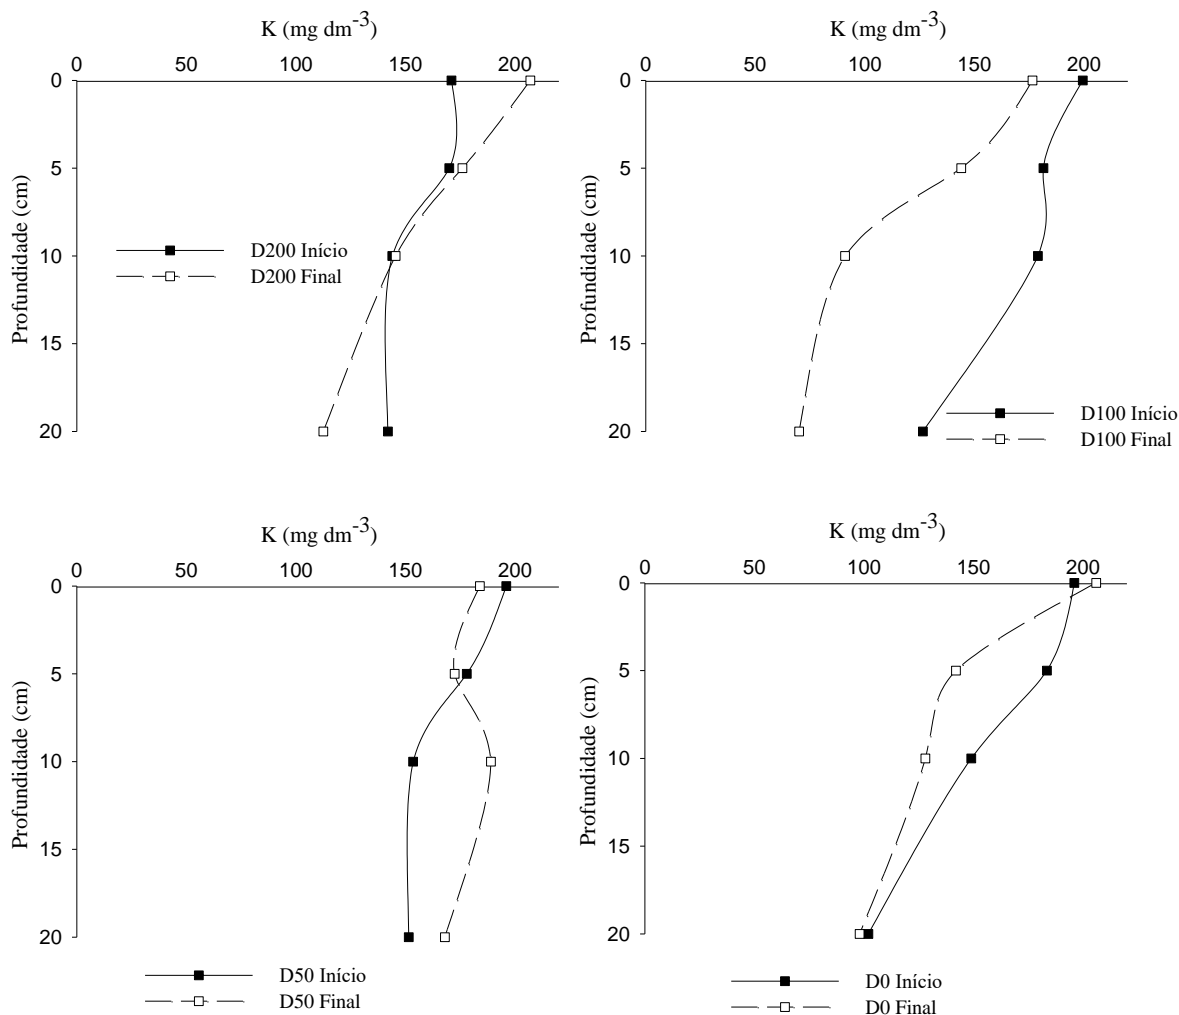 K (mg dm-3)
0 50 100 150 200
0
5
10
15
20
Profundidade (cm)
D200 Início
D200 Final
K (mg dm-3)
0 50 100 150 200
0
5
10
15
20
Profundidade (cm)
D100 Início
D100 Final
K (mg dm-3)
0 50 100 150 200
0
5
10
15
20
Profundidade (cm)
D50 Início
D50 Final
K (mg dm-3)
0 50 100 150 200
0
5
10
15
20
Profundidade (cm)
D0 Início
D0 Final